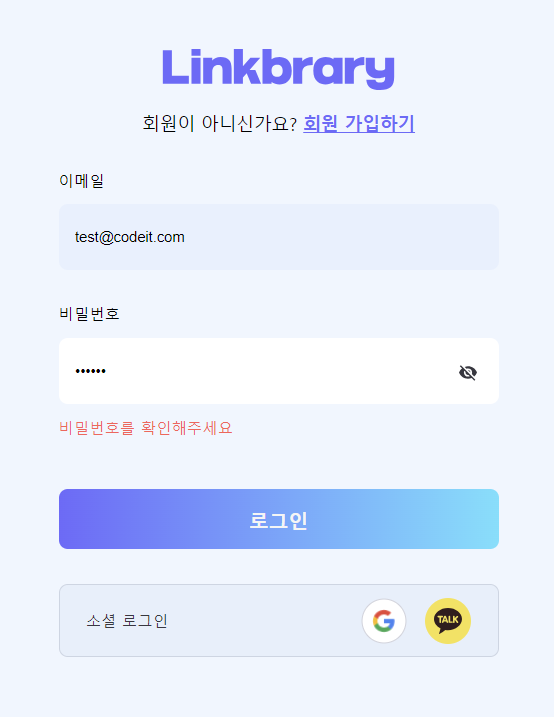 Linkbrary
회원이 아니신가요? 회원 가입하기
이메일
test@codeit.com
비밀번호
••••••
비밀번호를 확인해주세요
로그인
소셜 로그인
G
TALK